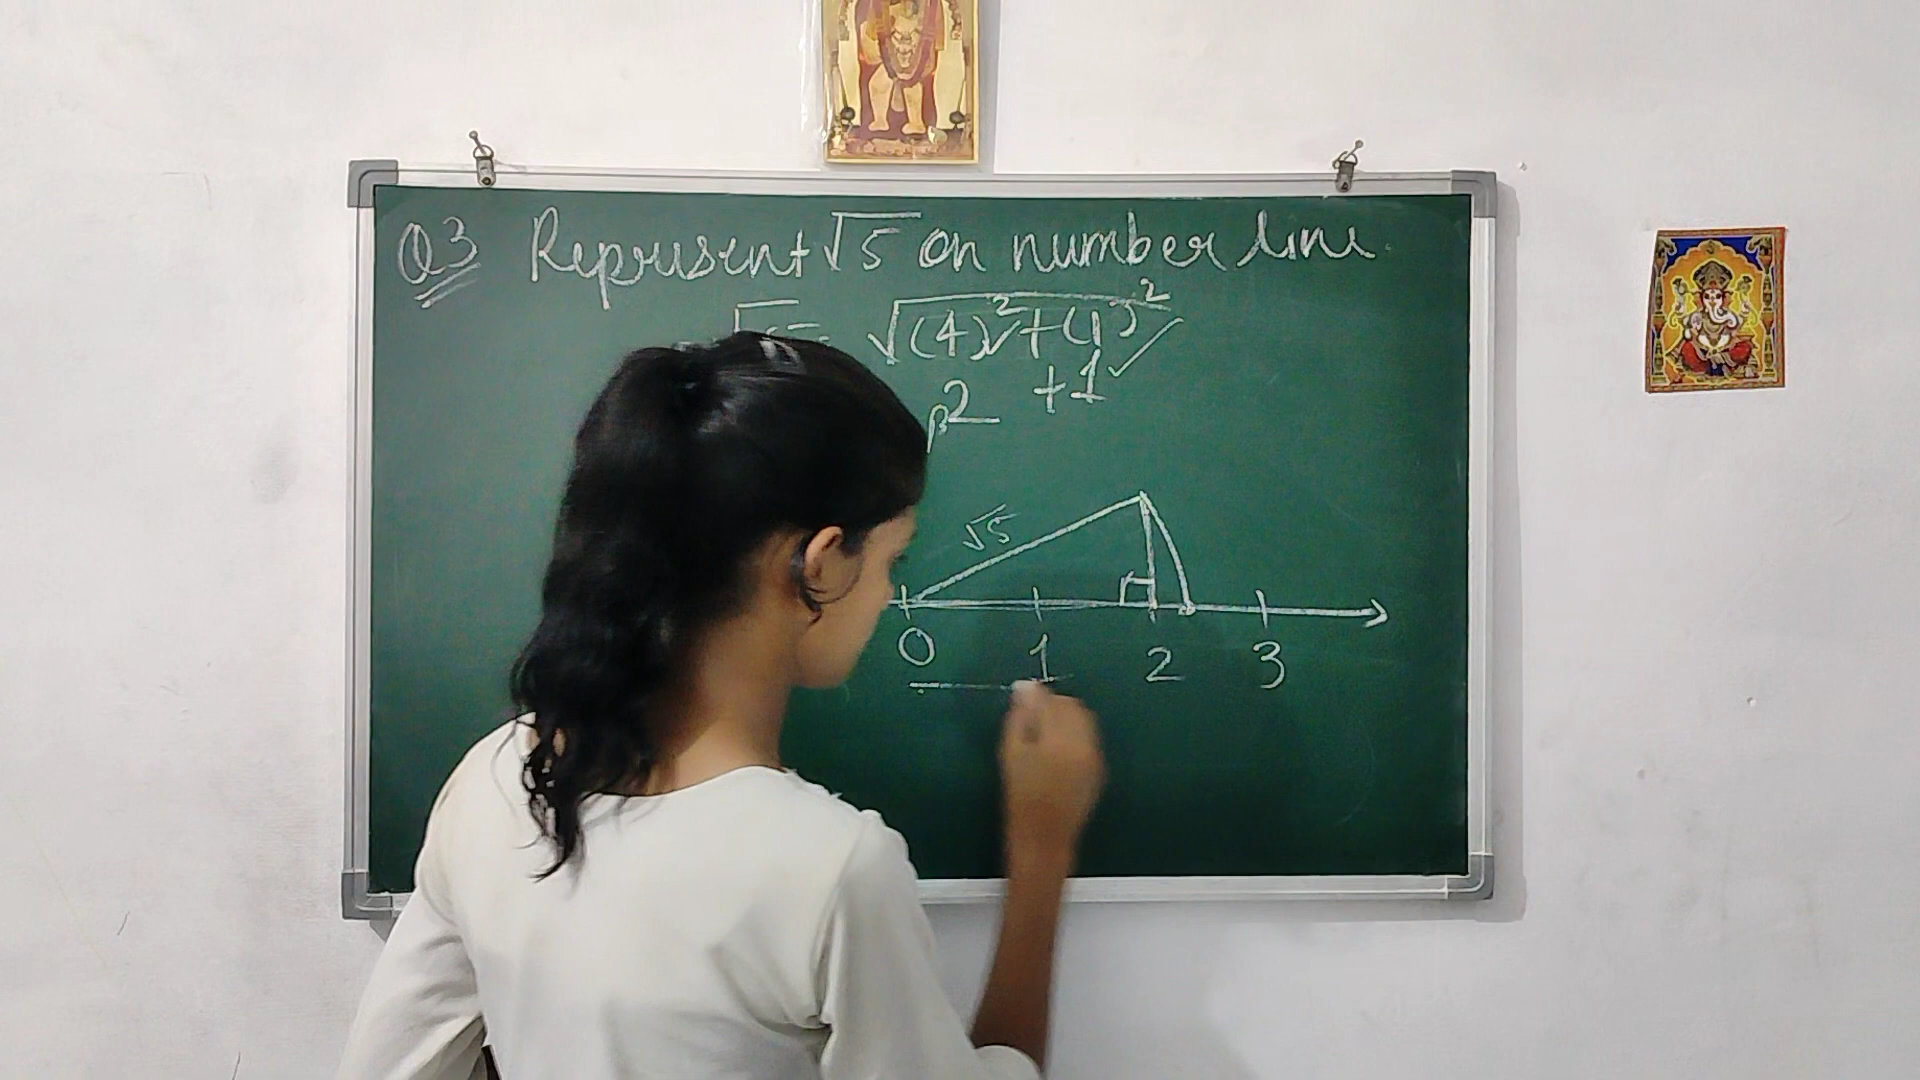 Q3 Represent √5 on number line.
√5 = √(4)²+(1)²
2 +1
√5
0 1 2 3